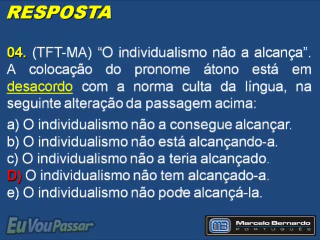 RESPOSTA
04. (TFT-MA) “O individualismo não a alcança”.
A colocação do pronome átono está em
desacordo com a norma culta da língua, na
seguinte alteração da passagem acima:
a) O individualismo não a consegue alcançar.
b) O individualismo não está alcançando-a.
c) O individualismo não a teria alcançado.
D) O individualismo não tem alcançado-a.
e) O individualismo não pode alcançá-la.
EuVouPassar
Marcelo Bernardo
PORTUGUÊS